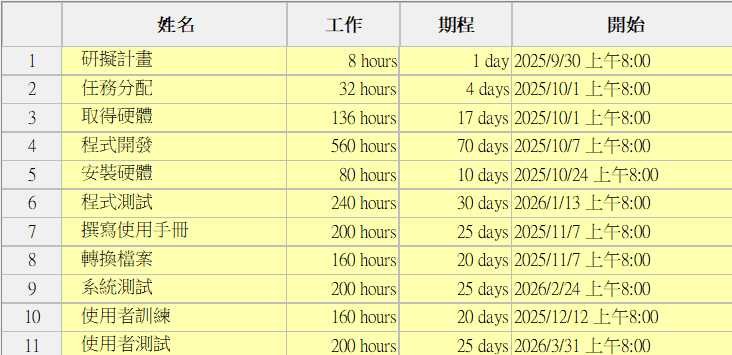 姓名 工作 期程 開始
1 研擬計畫 8 hours 1 day 2025/9/30 上午8:00
2 任務分配 32 hours 4 days 2025/10/1 上午8:00
3 取得硬體 136 hours 17 days 2025/10/1 上午8:00
4 程式開發 560 hours 70 days 2025/10/7 上午8:00
5 安裝硬體 80 hours 10 days 2025/10/24 上午8:00
6 程式測試 240 hours 30 days 2026/1/13 上午8:00
7 撰寫使用手冊 200 hours 25 days 2025/11/7 上午8:00
8 轉換檔案 160 hours 20 days 2025/11/7 上午8:00
9 系統測試 200 hours 25 days 2026/2/24 上午8:00
10 使用者訓練 160 hours 20 days 2025/12/12 上午8:00
11 使用者測試 200 hours 25 days 2026/3/31 上午8:00